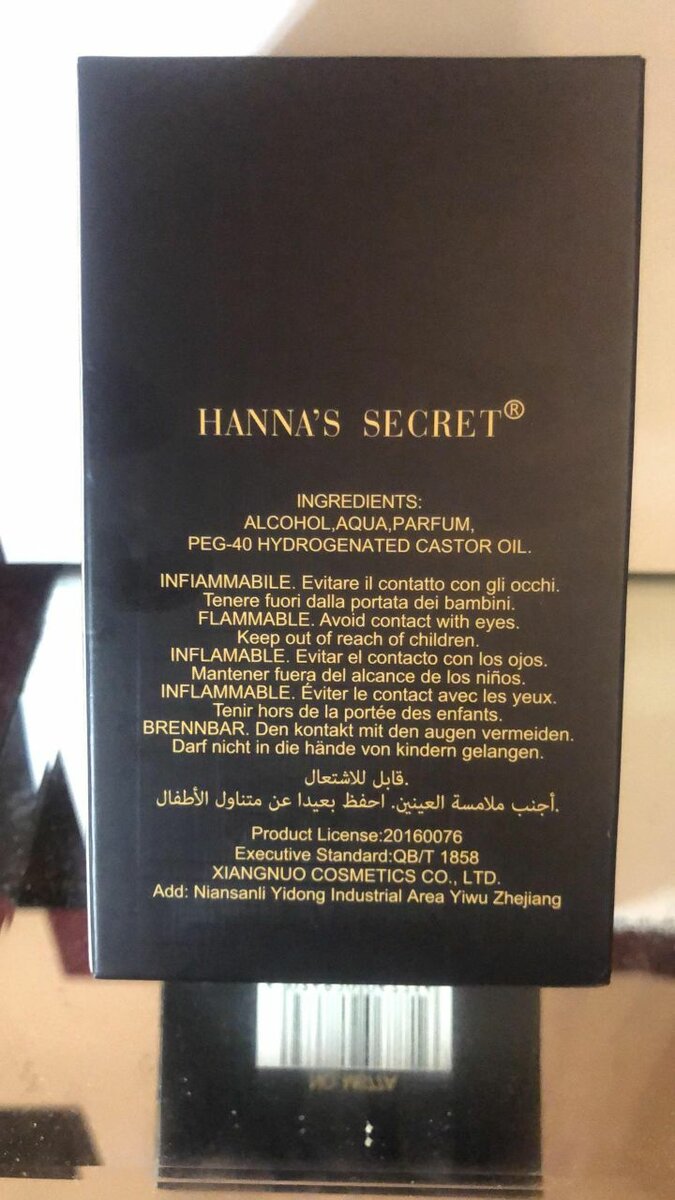 HANNA'S SECRET®
INGREDIENTS:
ALCOHOL,AQUA,PARFUM,
PEG-40 HYDROGENATED CASTOR OIL.
INFIAMMABILE. Evitare il contatto con gli occhi.
Tenere fuori dalla portata dei bambini.
FLAMMABLE. Avoid contact with eyes.
Keep out of reach of children.
INFLAMABLE. Evitar el contacto con los ojos.
Mantener fuera del alcance de los niños.
INFLAMMABLE. Éviter le contact avec les yeux.
Tenir hors de la portée des enfants.
BRENNBAR. Den kontakt mit den augen vermeiden.
Darf nicht in die hände von kindern gelangen.
قابل للاشتعال.
أجنب ملامسة العينين. احفظ بعيدا عن متناول الأطفال.
Product License:20160076
Executive Standard:QB/T 1858
XIANGNUO COSMETICS CO., LTD.
Add: Niansanli Yidong Industrial Area Yiwu Zhejiang